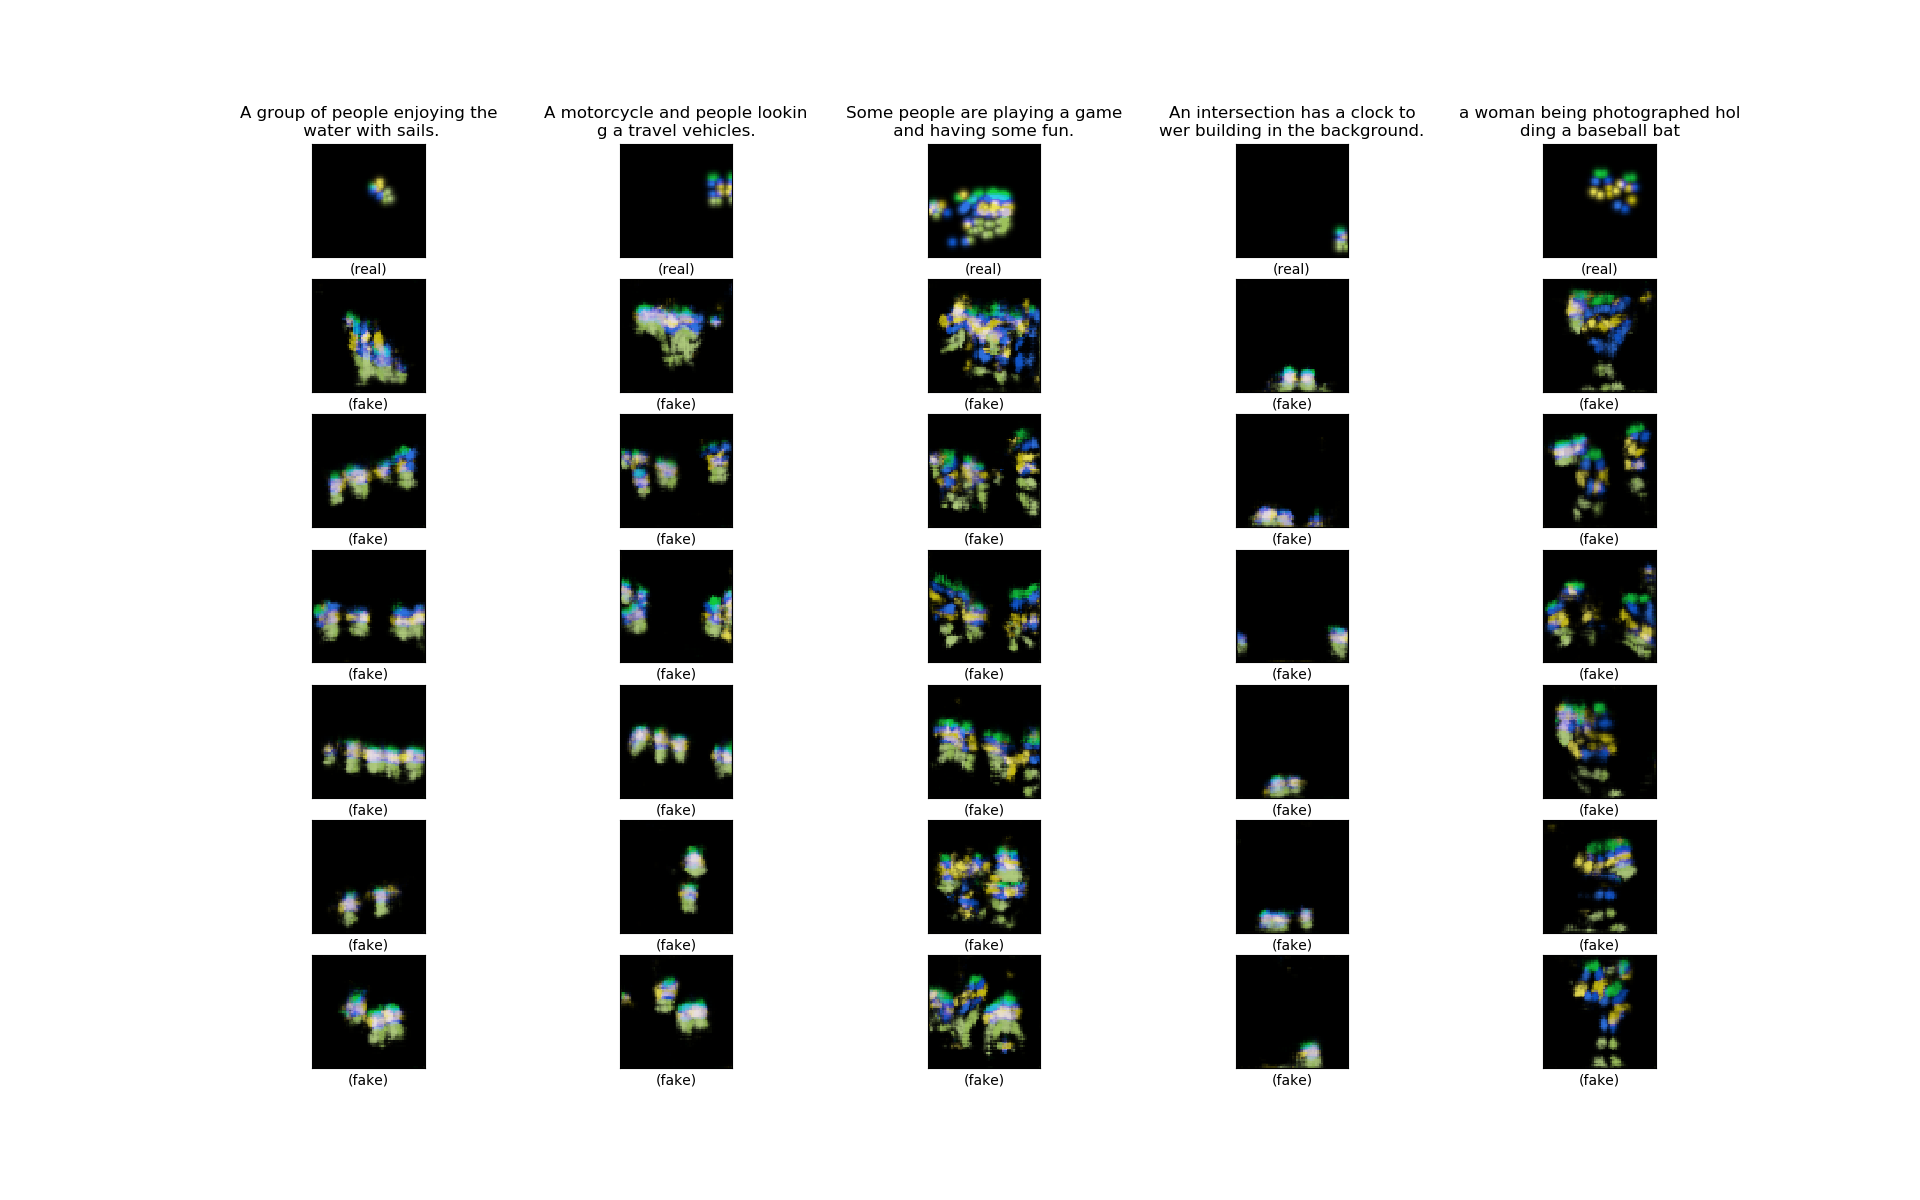 A group of people enjoying the
water with sails.
A motorcycle and people lookin
g a travel vehicles.
Some people are playing a game
and having some fun.
An intersection has a clock to
wer building in the background.
a woman being photographed hol
ding a baseball bat
(real) (real) (real) (real) (real)
(fake) (fake) (fake) (fake) (fake)
(fake) (fake) (fake) (fake) (fake)
(fake) (fake) (fake) (fake) (fake)
(fake) (fake) (fake) (fake) (fake)
(fake) (fake) (fake) (fake) (fake)
(fake) (fake) (fake) (fake) (fake)